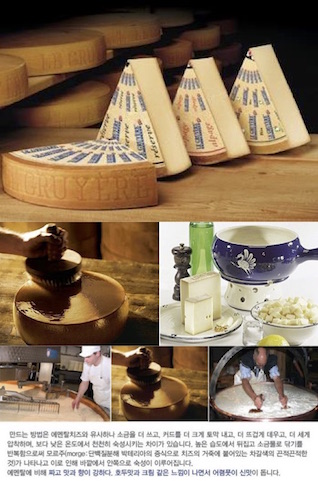 GRUYERE
réserve
만드는 방법은 에멘탈치즈와 유사하나 소금을 더 쓰고, 커드를 더 크게 토막 내고, 더 뜨겁게 데우고, 더 세게
압착하며, 더 낮은 온도에서 천천히 숙성시키는 차이가 있습니다. 높은 습도에서 뒤집고 소금물로 닦기를
반복함으로써 모르주(morge:단백질분해 박테리아의 증식으로 치즈의 거죽에 붙어있는 차갈색의 끈적끈적한
것)가 나타나고 이로 인해 바깥에서 안쪽으로 숙성이 이루어집니다.
에멘탈에 비해 짜고 맛과 향이 강하다. 호두맛과 크림 같은 느낌이 나면서 어렴풋이 신맛이 돕니다.